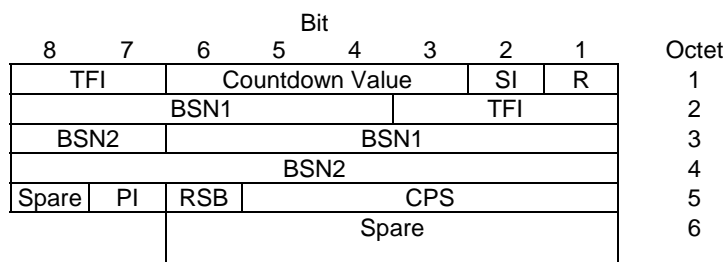 Bit
8 7 6 5 4 3 2 1 Octet
TFI Countdown Value SI R 1
BSN1 TFI 2
BSN2 BSN1 3
BSN2 4
Spare PI RSB CPS 5
Spare 6